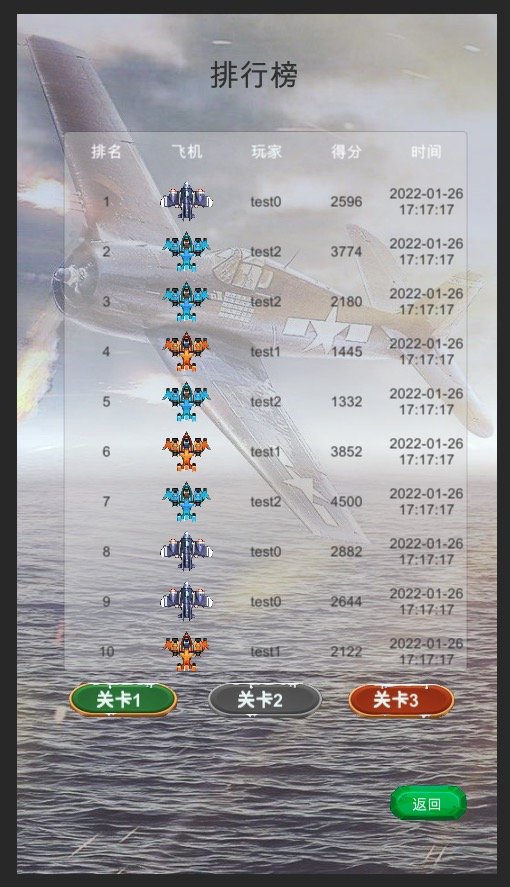 排行榜
排名 飞机 玩家 得分 时间
1 test0 2596 2022-01-26 17:17:17
2 test2 3774 2022-01-26 17:17:17
3 test2 2180 2022-01-26 17:17:17
4 test1 1445 2022-01-26 17:17:17
5 test2 1332 2022-01-26 17:17:17
6 test1 3852 2022-01-26 17:17:17
7 test2 4500 2022-01-26 17:17:17
8 test0 2882 2022-01-26 17:17:17
9 test0 2644 2022-01-26 17:17:17
10 test1 2122 2022-01-26 17:17:17
关卡1 关卡2 关卡3
返回